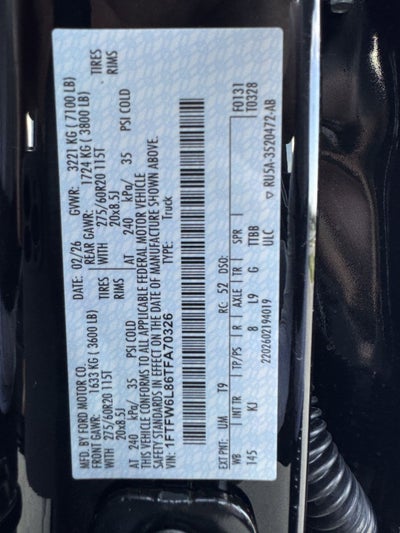 MFD. BY FORD MOTOR CO.
DATE: 02/26 GVWR: 3221 KG ( 7100 LB)
FRONT GAWR: 1633 KG ( 3600 LB) REAR GAWR: 1724 KG ( 3800 LB)
WITH 275/60R20 115T TIRES WITH 275/60R20 115T TIRES
20x8.5J RIMS 20x8.5J RIMS
AT 240 kPa/ 35 PSI COLD AT 240 kPa/ 35 PSI COLD
THIS VEHICLE CONFORMS TO ALL APPLICABLE FEDERAL MOTOR VEHICLE
SAFETY STANDARDS IN EFFECT ON THE DATE OF MANUFACTURE SHOWN ABOVE.
VIN: 1FTFW6L86TFA70326 TYPE: Truck
F0131
T0328
EXT PNT: UM T9 RC: 52 DSO:
WB INT TR TP/PS R AXLE TR SPR
145 KJ 8 L9 G TTBB
ULC
2202602194019
▽ RU5A-3520472-AB